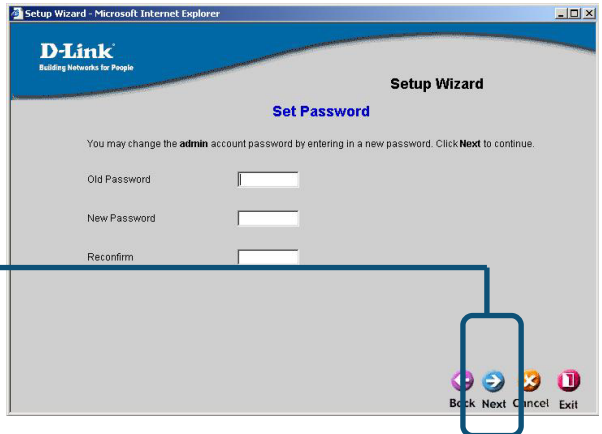 Setup Wizard - Microsoft Internet Explorer
D-Link
Building Networks for People
Setup Wizard
Set Password
You may change the admin account password by entering in a new password. Click Next to continue.
Old Password
New Password
Reconfirm
Back Next Cancel Exit